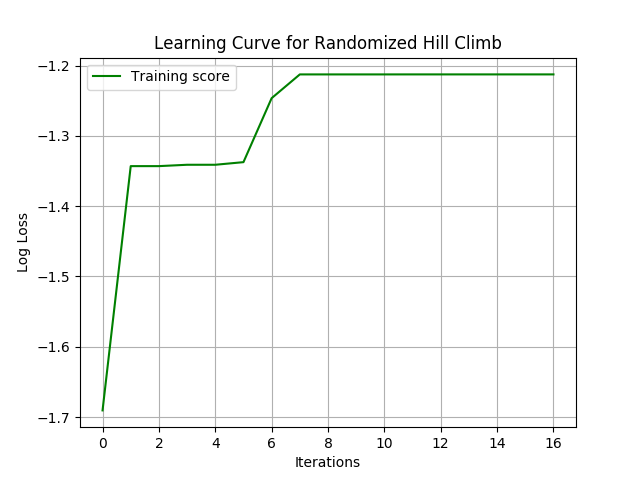 Learning Curve for Randomized Hill Climb
Training score
−1.2
−1.3
−1.4
−1.5
−1.6
−1.7
Log Loss
0 2 4 6 8 10 12 14 16
Iterations